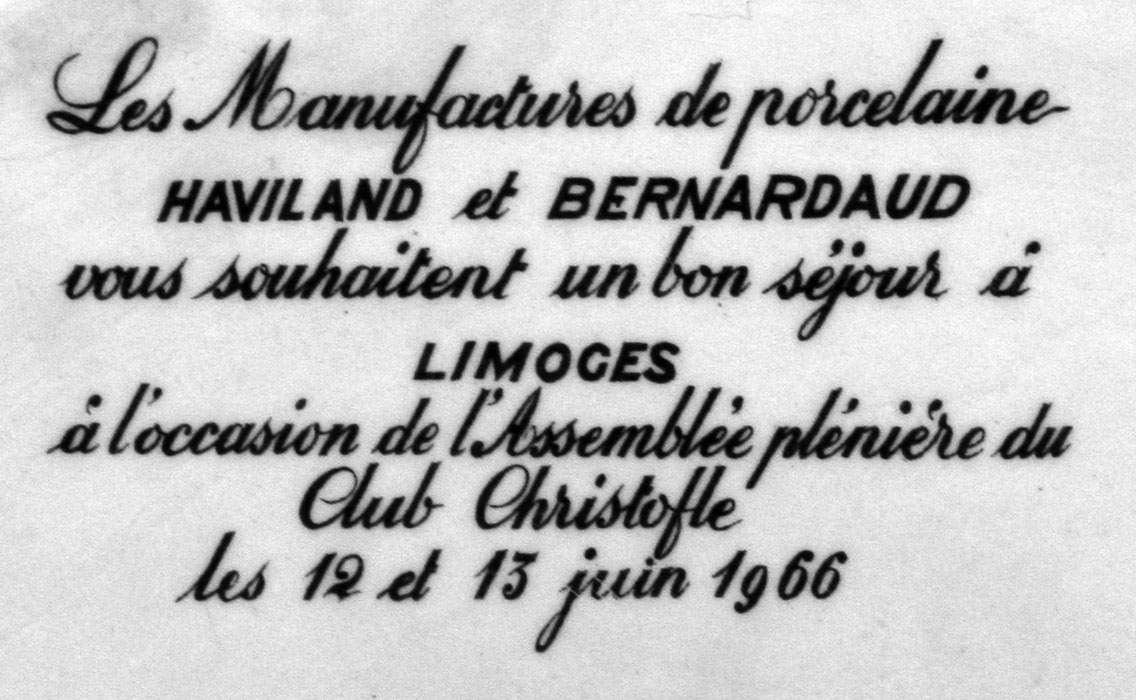 Les Manufactures de porcelaine
HAVILAND et BERNARDAUD
vous souhaitent un bon séjour à
LIMOGES
à l'occasion de l'Assemblée plénière du
Club Christofle
les 12 et 13 juin 1966